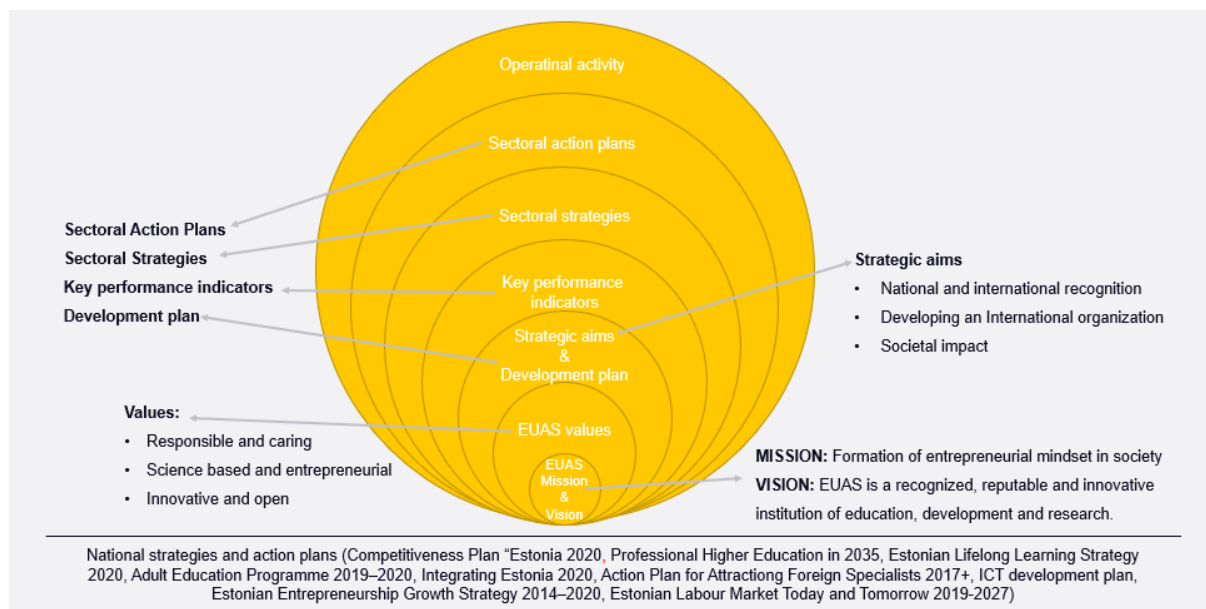 Operatinal activity
Sectoral action plans
Sectoral strategies
Key performance
indicators
Strategic aims
&
Development plan
EUAS values
EUAS
Mission
&
Vision
Sectoral Action Plans
Sectoral Strategies
Key performance indicators
Development plan
Values:
• Responsible and caring
• Science based and entrepreneurial
• Innovative and open
Strategic aims
• National and international recognition
• Developing an International organization
• Societal impact
MISSION: Formation of entrepreneurial mindset in society
VISION: EUAS is a recognized, reputable and innovative
institution of education, development and research.
National strategies and action plans (Competitiveness Plan “Estonia 2020, Professional Higher Education in 2035, Estonian Lifelong Learning Strategy
2020, Adult Education Programme 2019–2020, Integrating Estonia 2020, Action Plan for Attractiong Foreign Specialists 2017+, ICT development plan,
Estonian Entrepreneurship Growth Strategy 2014–2020, Estonian Labour Market Today and Tomorrow 2019-2027)